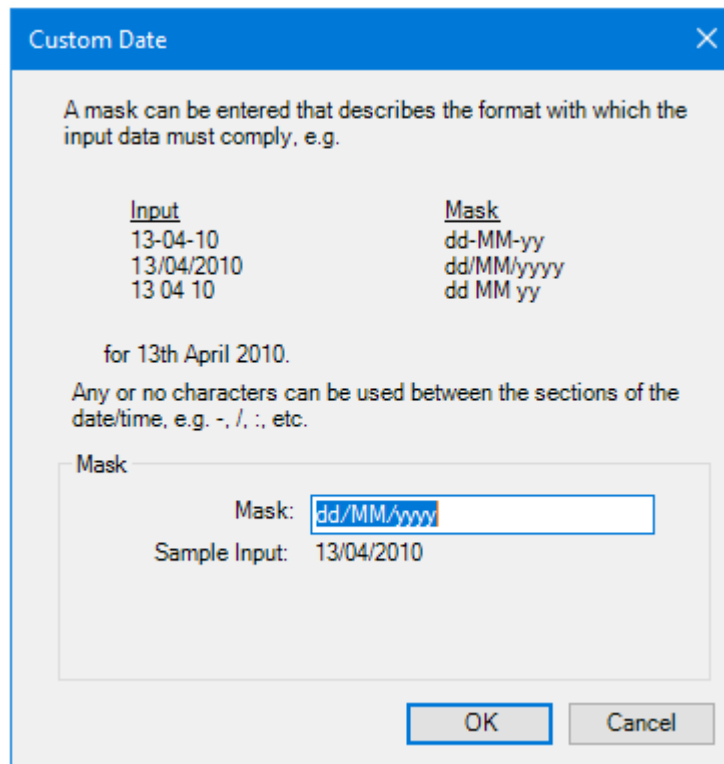 Custom Date
A mask can be entered that describes the format with which the
input data must comply, e.g.
Input Mask
13-04-10 dd-MM-yy
13/04/2010 dd/MM/yyyy
13 04 10 dd MM yy
for 13th April 2010.
Any or no characters can be used between the sections of the
date/time, e.g. -, /, :, etc.
Mask
Mask: dd/MM/yyyy
Sample Input: 13/04/2010
OK Cancel